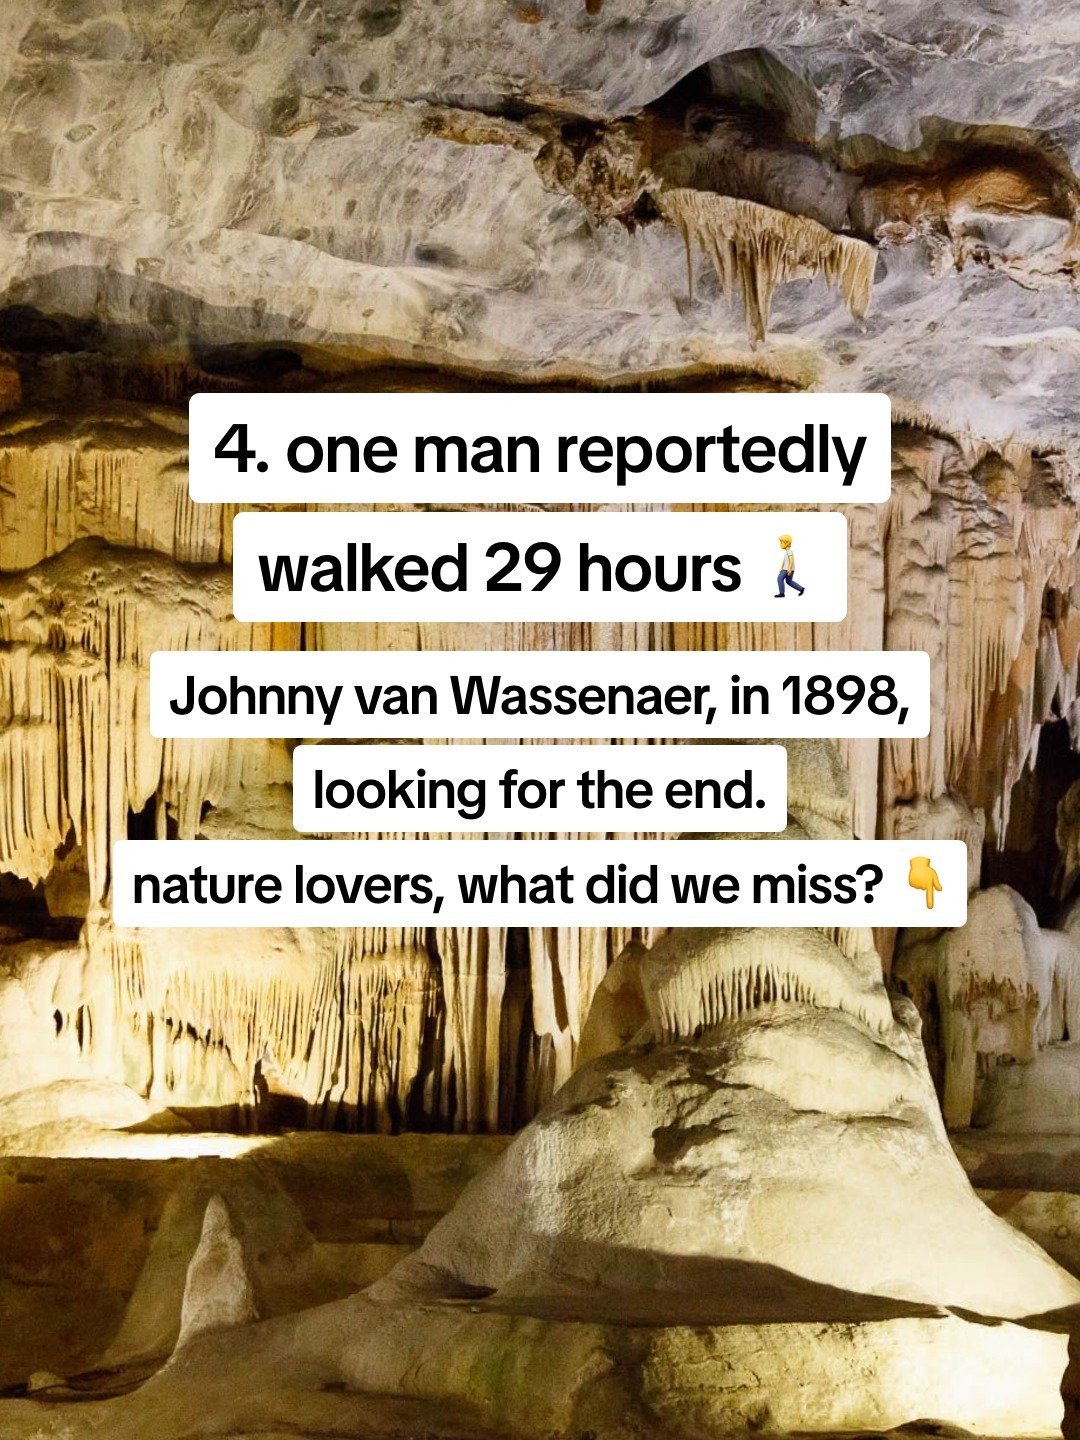 4. one man reportedly
walked 29 hours 🚶
Johnny van Wassenaer, in 1898,
looking for the end.
nature lovers, what did we miss? 👇